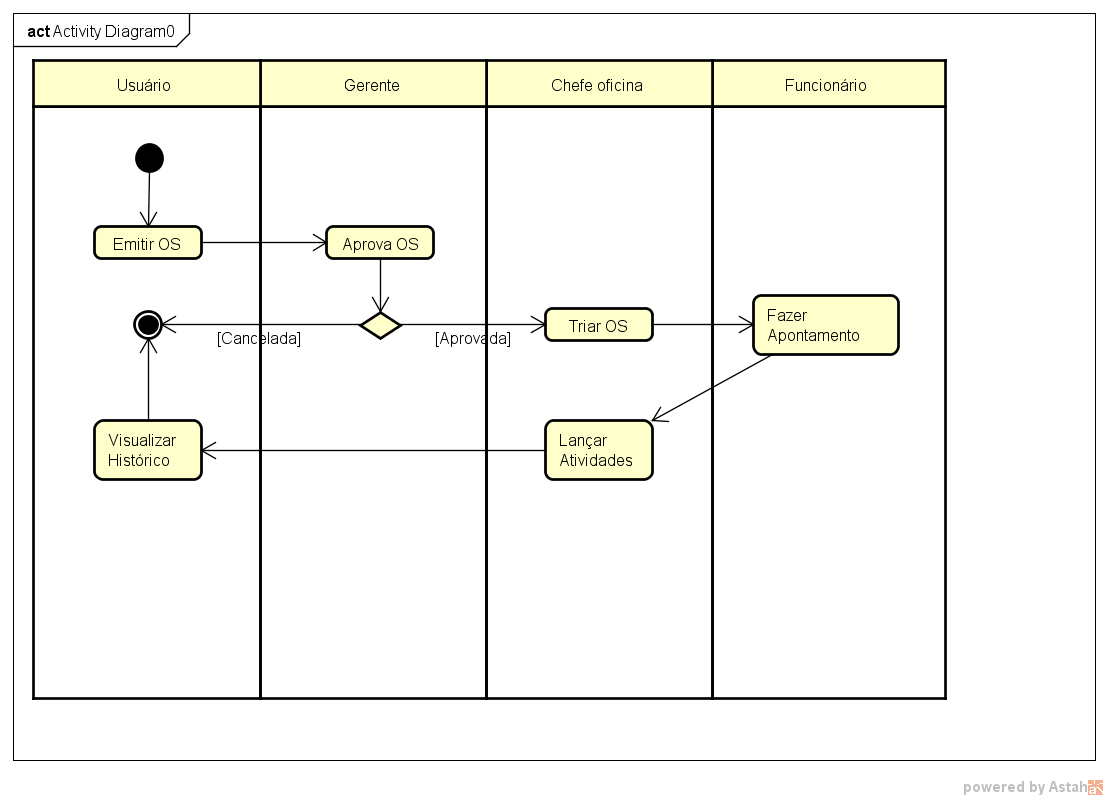 act Activity Diagram0
Usuário
Gerente
Chefe oficina
Funcionário
Emitir OS
Aprova OS
[Cancelada]
[Aprovada]
Triar OS
Fazer
Apontamento
Visualizar
Histórico
Lançar
Atividades
powered by Astah